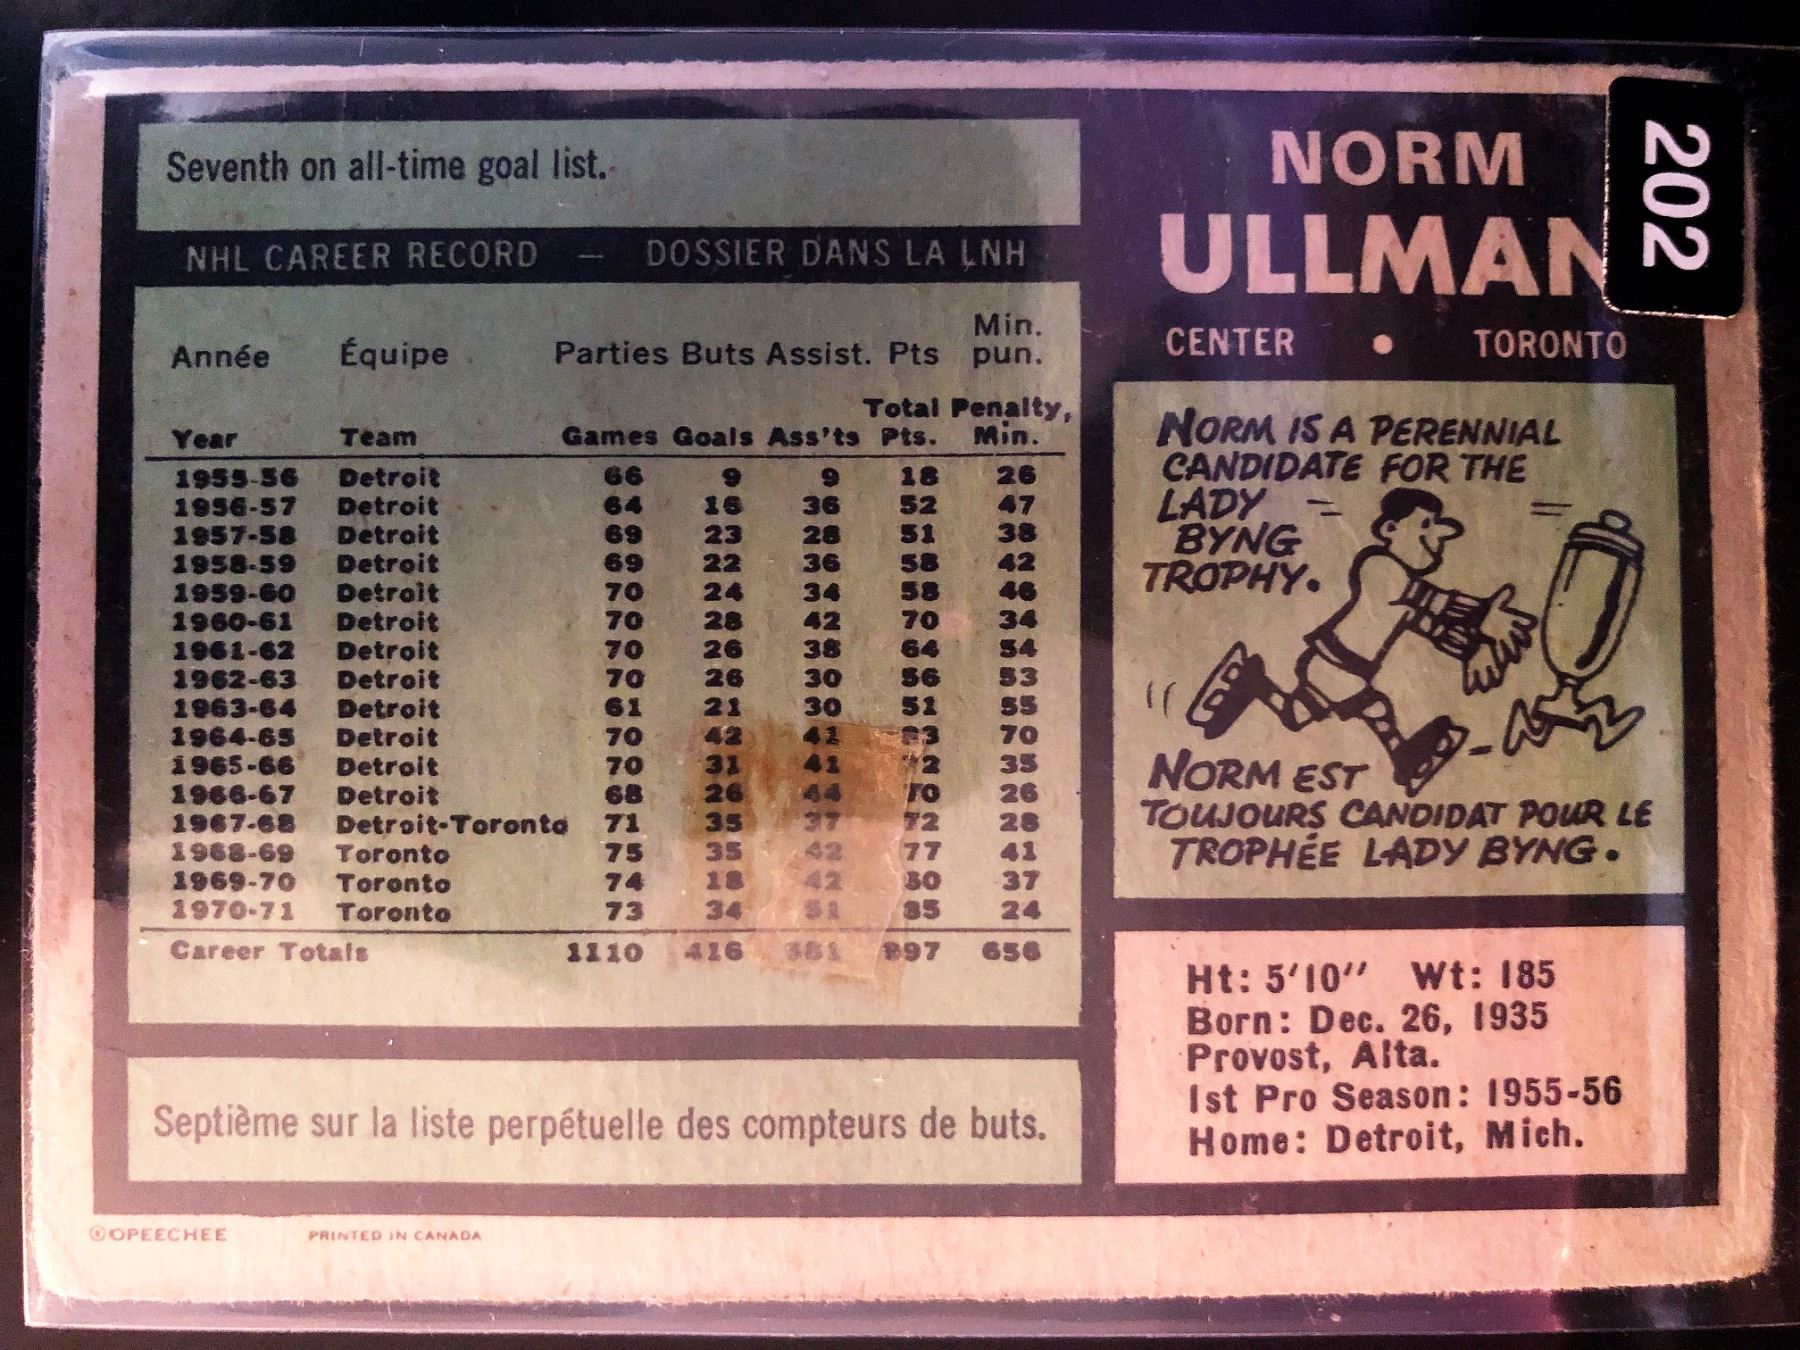 Seventh on all-time goal list.
NHL CAREER RECORD — DOSSIER DANS LA LNH
Année Équipe Parties Buts Assist. Pts Min. pun.
Year Team Games Goals Ass'ts Total Pts. Penalty, Min.
1955-56 Detroit 66 9 9 18 26
1956-57 Detroit 64 16 36 52 47
1957-58 Detroit 69 23 28 51 38
1958-59 Detroit 69 22 36 58 42
1959-60 Detroit 70 24 34 58 46
1960-61 Detroit 70 28 42 70 34
1961-62 Detroit 70 26 38 64 54
1962-63 Detroit 70 26 30 56 53
1963-64 Detroit 61 21 30 51 55
1964-65 Detroit 70 42 41 83 70
1965-66 Detroit 70 31 41 72 35
1966-67 Detroit 68 26 44 70 26
1967-68 Detroit-Toronto 71 35 37 72 28
1968-69 Toronto 75 35 42 77 41
1969-70 Toronto 74 18 42 60 37
1970-71 Toronto 73 34 51 85 24
Career Totals 1110 416 581 997 656
Septième sur la liste perpétuelle des compteurs de buts.
©OPEECHEE PRINTED IN CANADA
NORM
ULLMAN
202
CENTER • TORONTO
NORM IS A PERENNIAL
CANDIDATE FOR THE
LADY
BYNG
TROPHY.
NORM EST
TOUJOURS CANDIDAT POUR LE
TROPHÉE LADY BYNG.
Ht: 5'10'' Wt: 185
Born: Dec. 26, 1935
Provost, Alta.
1st Pro Season: 1955-56
Home: Detroit, Mich.